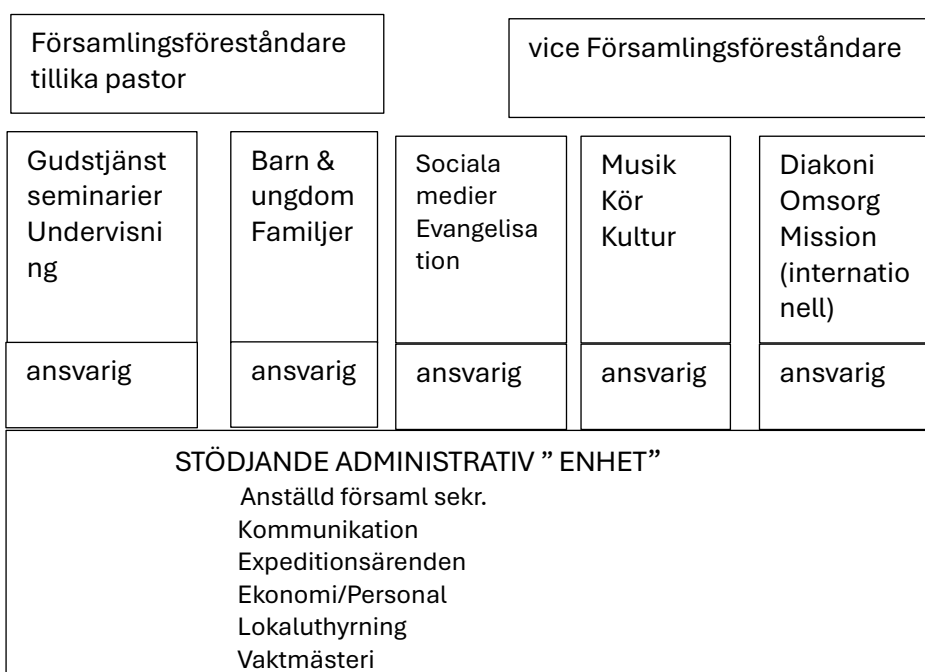 Församlingsföreståndare
tillika pastor
vice Församlingsföreståndare
Gudstjänst
seminarier
Undervisni
ng
Barn &
ungdom
Familjer
Sociala
medier
Evangelisa
tion
Musik
Kör
Kultur
Diakoni
Omsorg
Mission
(internatio
nell)
ansvarig
ansvarig
ansvarig
ansvarig
ansvarig
STÖDJANDE ADMINISTRATIV ” ENHET”
Anställd församl sekr.
Kommunikation
Expeditionsärenden
Ekonomi/Personal
Lokaluthyrning
Vaktmästeri